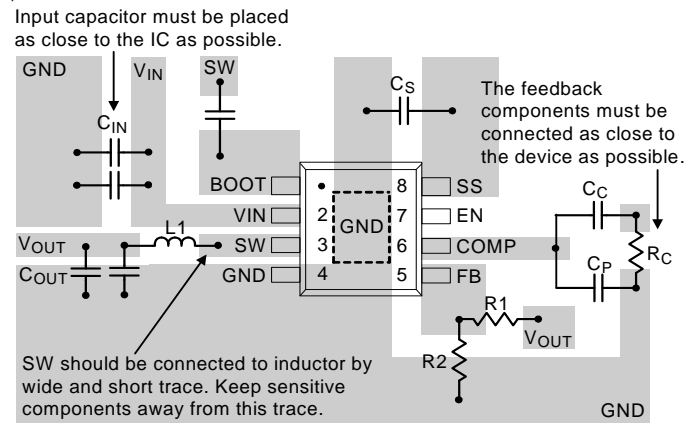 Input capacitor must be placed
as close to the IC as possible.
GND
VIN
SW
CIN
CS
The feedback
components must be
connected as close to
the device as possible.
BOOT
VIN
SW
GND
2
3
4
GND
8
7
6
5
SS
EN
COMP
FB
CC
CP
RC
L1
VOUT
COUT
R1
R2
VOUT
SW should be connected to inductor by
wide and short trace. Keep sensitive
components away from this trace.
GND